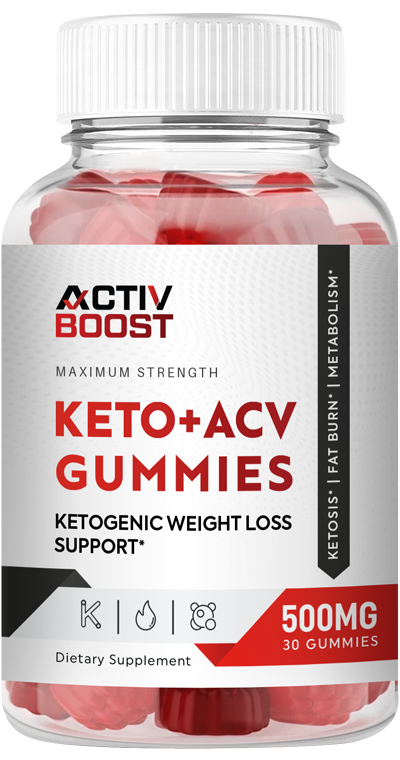 ACTIV
BOOST
MAXIMUM STRENGTH
KETO+ACV
GUMMIES
KETOGENIC WEIGHT LOSS
SUPPORT*
KETOSIS* | FAT BURN* | METABOLISM*
K
500MG
30 GUMMIES
Dietary Supplement